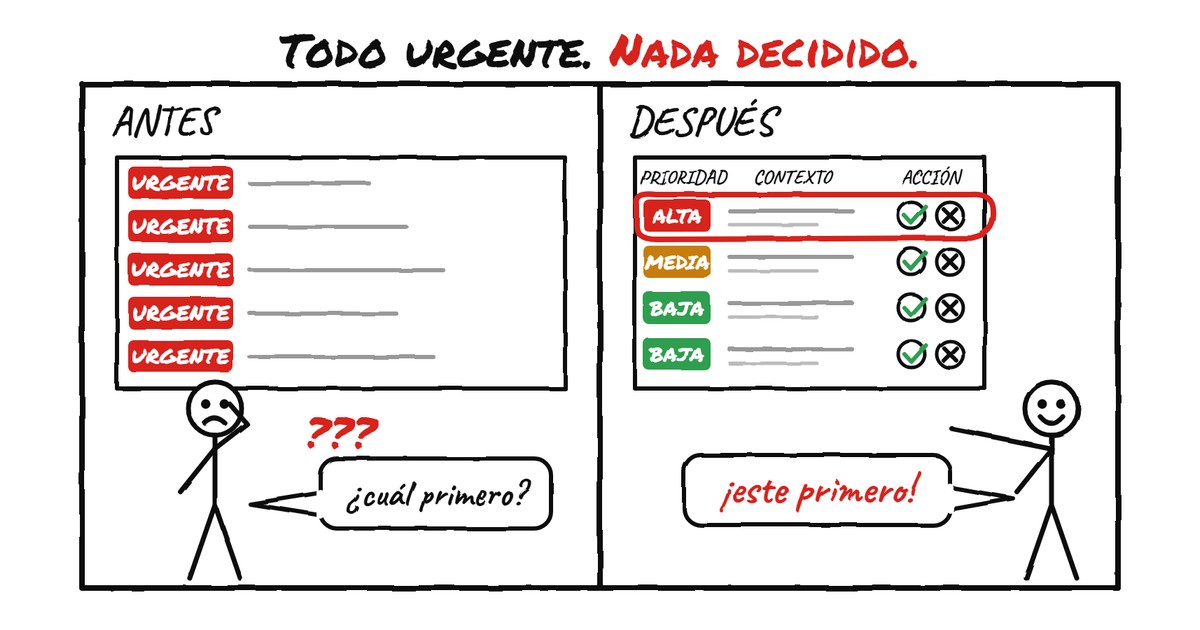 TODO URGENTE. NADA DECIDIDO.
ANTES
URGENTE
URGENTE
URGENTE
URGENTE
URGENTE
???
¿cuál primero?
DESPUÉS
PRIORIDAD CONTEXTO ACCIÓN
ALTA
MEDIA
BAJA
BAJA
¡este primero!